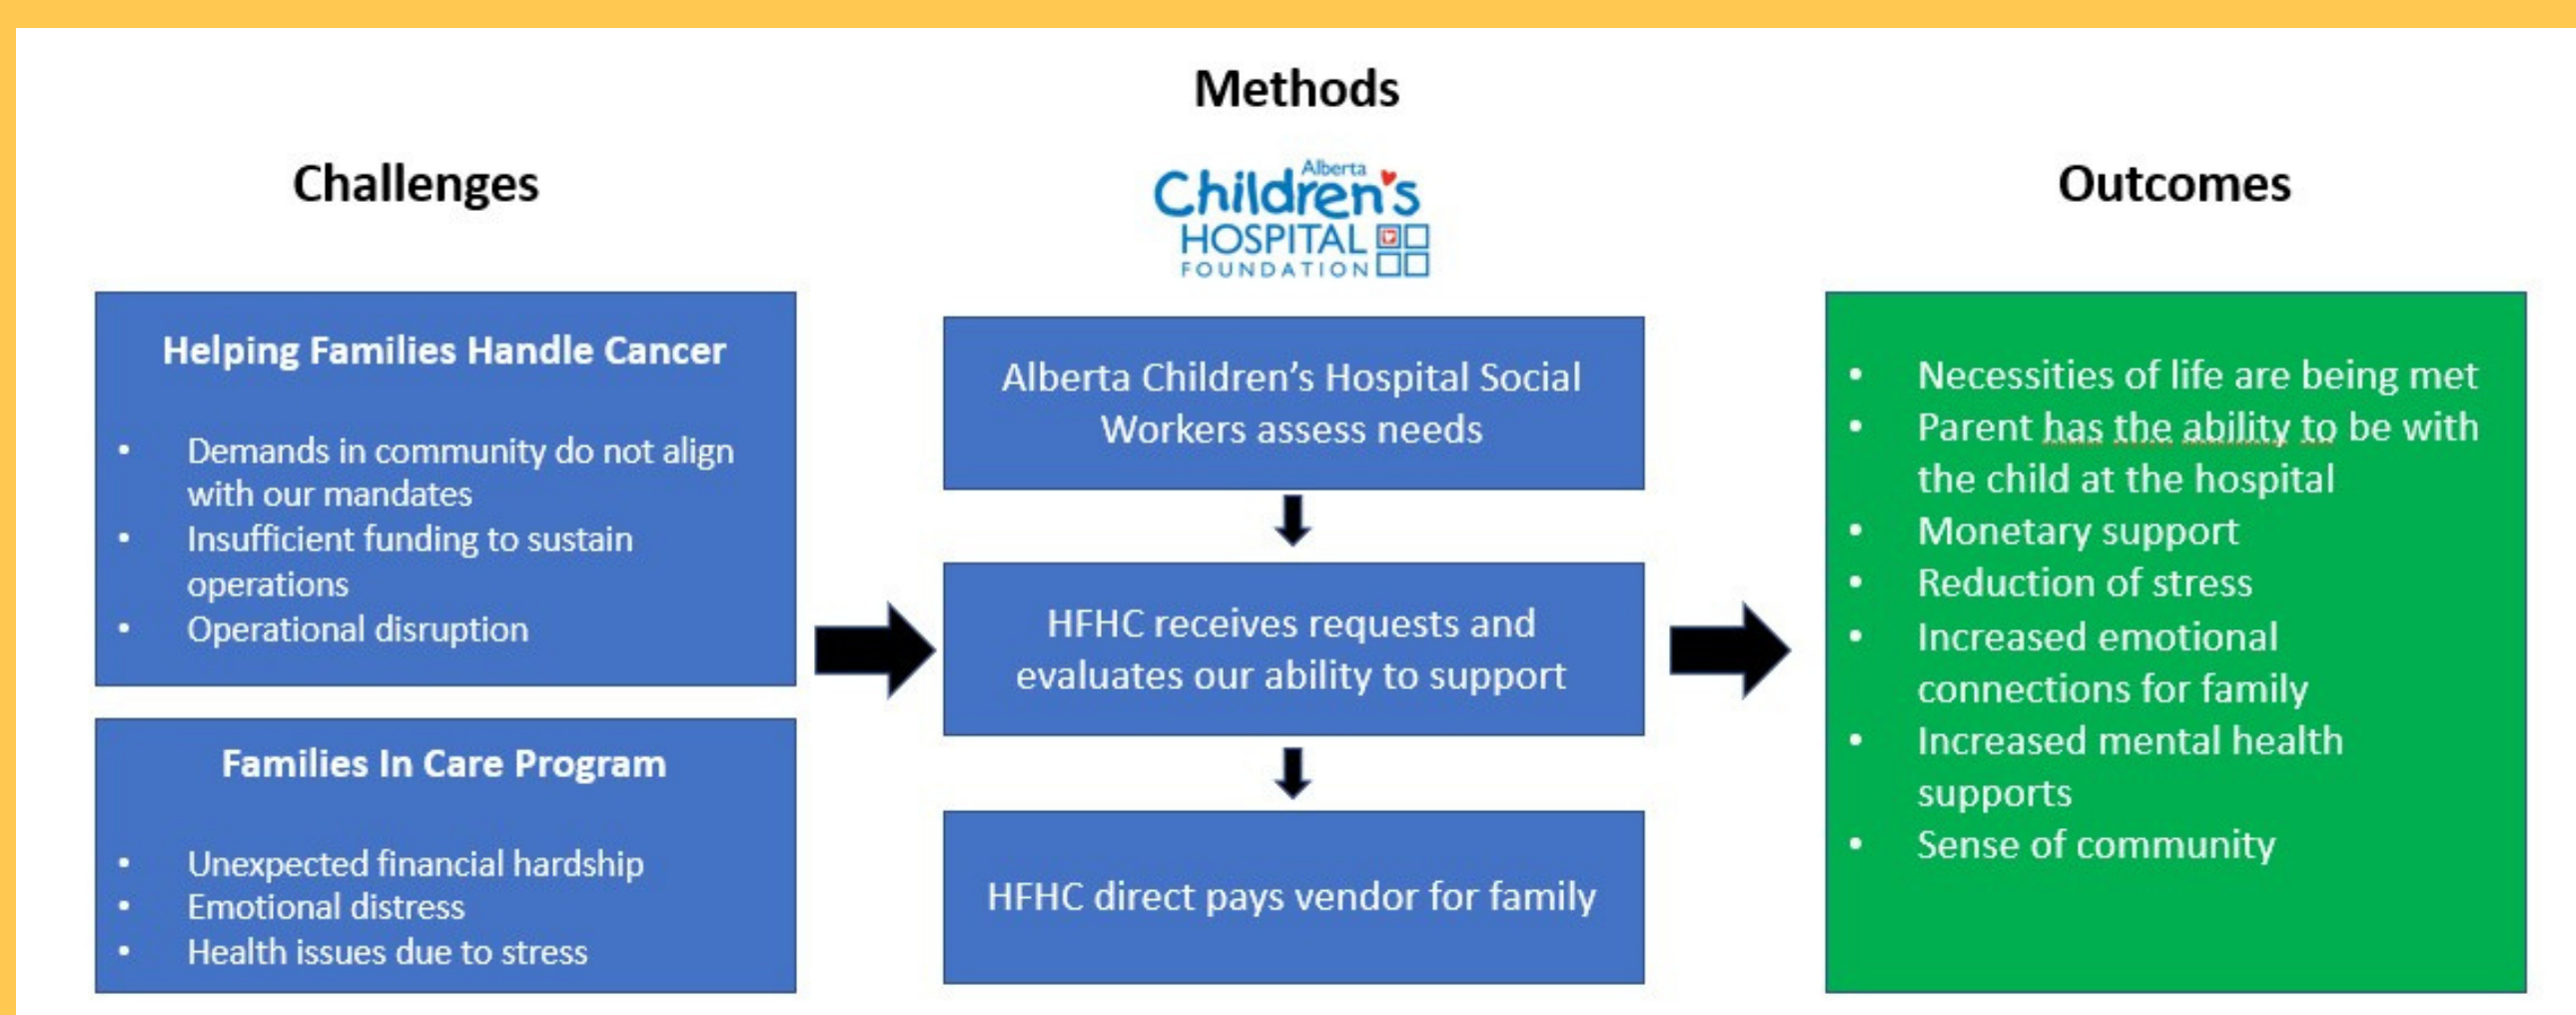 Methods
Alberta
Children's
HOSPITAL
FOUNDATION
Challenges
Helping Families Handle Cancer
• Demands in community do not align
with our mandates
• Insufficient funding to sustain
operations
• Operational disruption
Families In Care Program
• Unexpected financial hardship
• Emotional distress
• Health issues due to stress
Alberta Children's Hospital Social
Workers assess needs
HFHC receives requests and
evaluates our ability to support
HFHC direct pays vendor for family
Outcomes
• Necessities of life are being met
• Parent has the ability to be with
the child at the hospital
• Monetary support
• Reduction of stress
• Increased emotional
connections for family
• Increased mental health
supports
• Sense of community